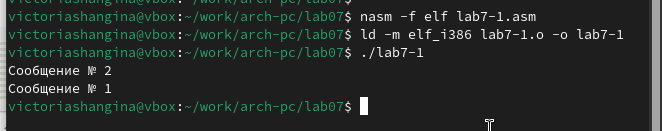 victoriashangina@vbox:~/work/arch-pc/lab07$ nasm -f elf lab7-1.asm
victoriashangina@vbox:~/work/arch-pc/lab07$ ld -m elf_i386 lab7-1.o -o lab7-1
victoriashangina@vbox:~/work/arch-pc/lab07$ ./lab7-1
Сообщение № 2
Сообщение № 1
victoriashangina@vbox:~/work/arch-pc/lab07$